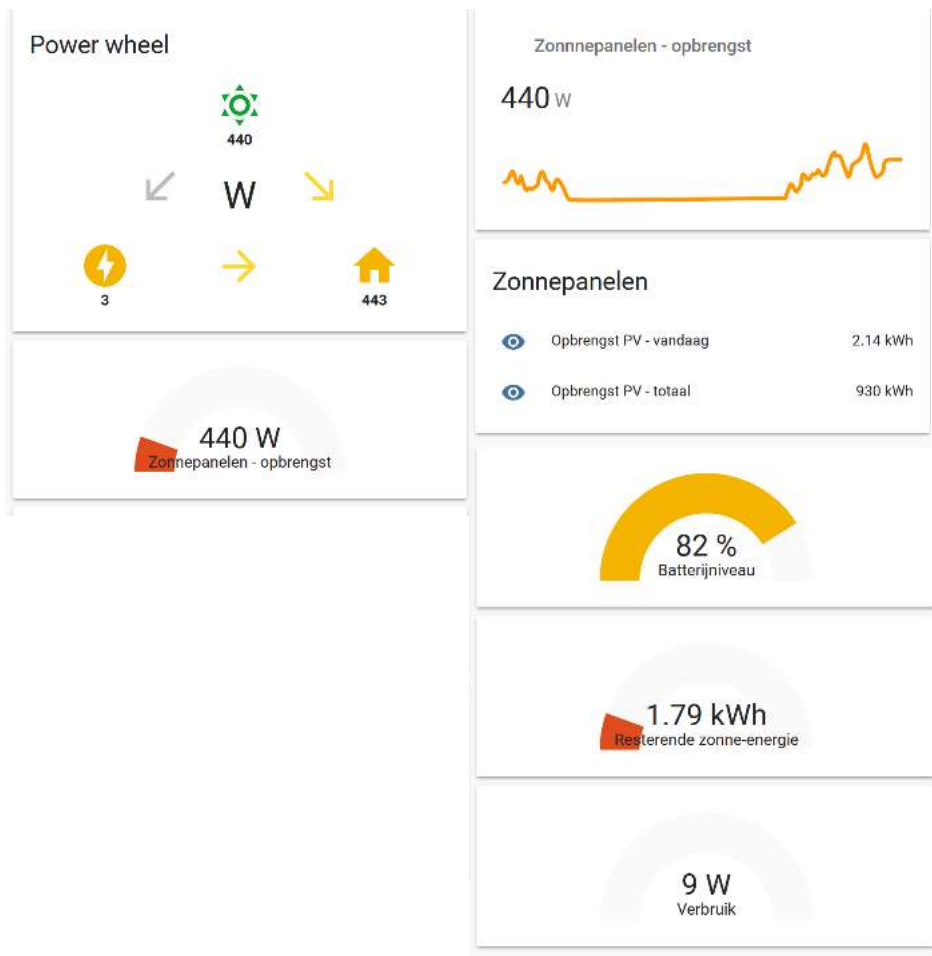 Power wheel
440
W
3
443
440 W
Zonnepanelen - opbrengst
Zonnnepanelen - opbrengst
440 W
Zonnepanelen
Opbrengst PV - vandaag 2.14 kWh
Opbrengst PV - totaal 930 kWh
82 %
Batterijniveau
1.79 kWh
Resterende zonne-energie
9 W
Verbruik